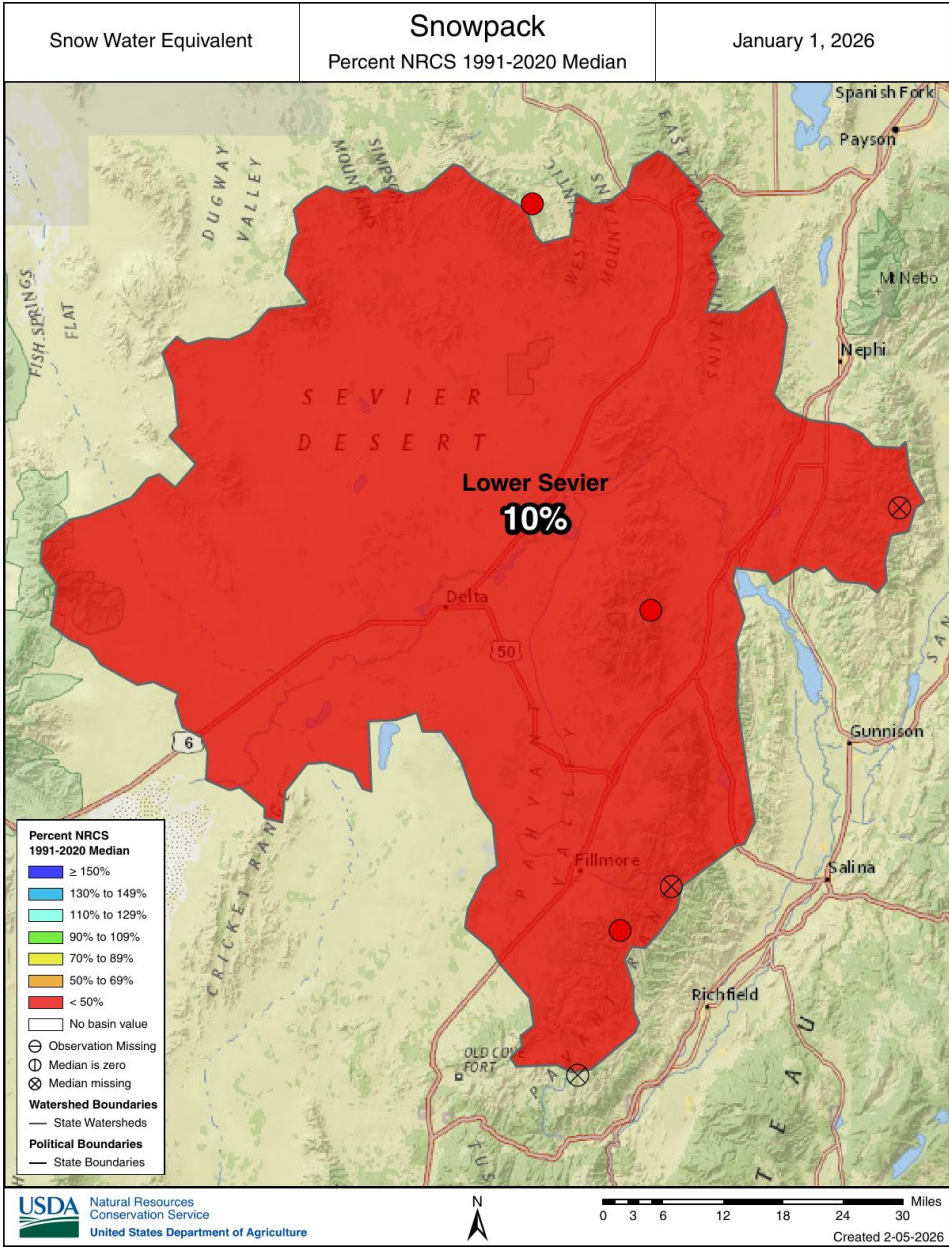 Snow Water Equivalent
Snowpack
Percent NRCS 1991-2020 Median
January 1, 2026
Spanish Fork
Payson
EAST
SIMPSON
MOUNTAINS
DUGWAY
VALLEY
WEST
FISH SPRINGS
FLAT
Mt Nebo
Nephi
SEVIER
DESERT
Lower Sevier
10%
Delta
50
6
Gunnison
SAN
PAHVANT
VALLEY
Fillmore
Salina
CRICKET RANGE
Richfield
OLD COVE
FORT
Percent NRCS
1991-2020 Median
≥ 150%
130% to 149%
110% to 129%
90% to 109%
70% to 89%
50% to 69%
< 50%
No basin value
Observation Missing
Median is zero
Median missing
Watershed Boundaries
State Watersheds
Political Boundaries
State Boundaries
USDA
Natural Resources
Conservation Service
United States Department of Agriculture
N
Miles
0 3 6 12 18 24 30
Created 2-05-2026